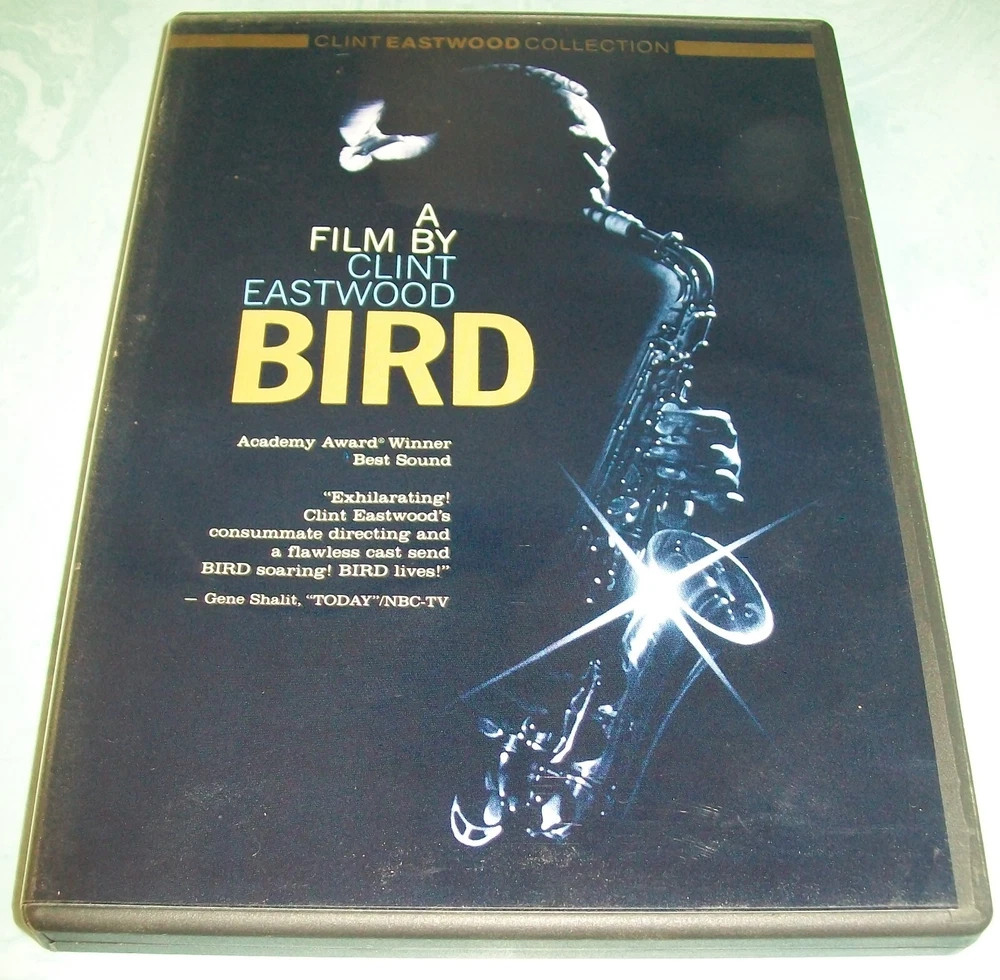 CLINT EASTWOOD COLLECTION
A
FILM BY
CLINT
EASTWOOD
BIRD
Academy Award® Winner
Best Sound
“Exhilarating!
Clint Eastwood's
consummate directing and
a flawless cast send
BIRD soaring! BIRD lives!”
— Gene Shalit, “TODAY”/NBC-TV